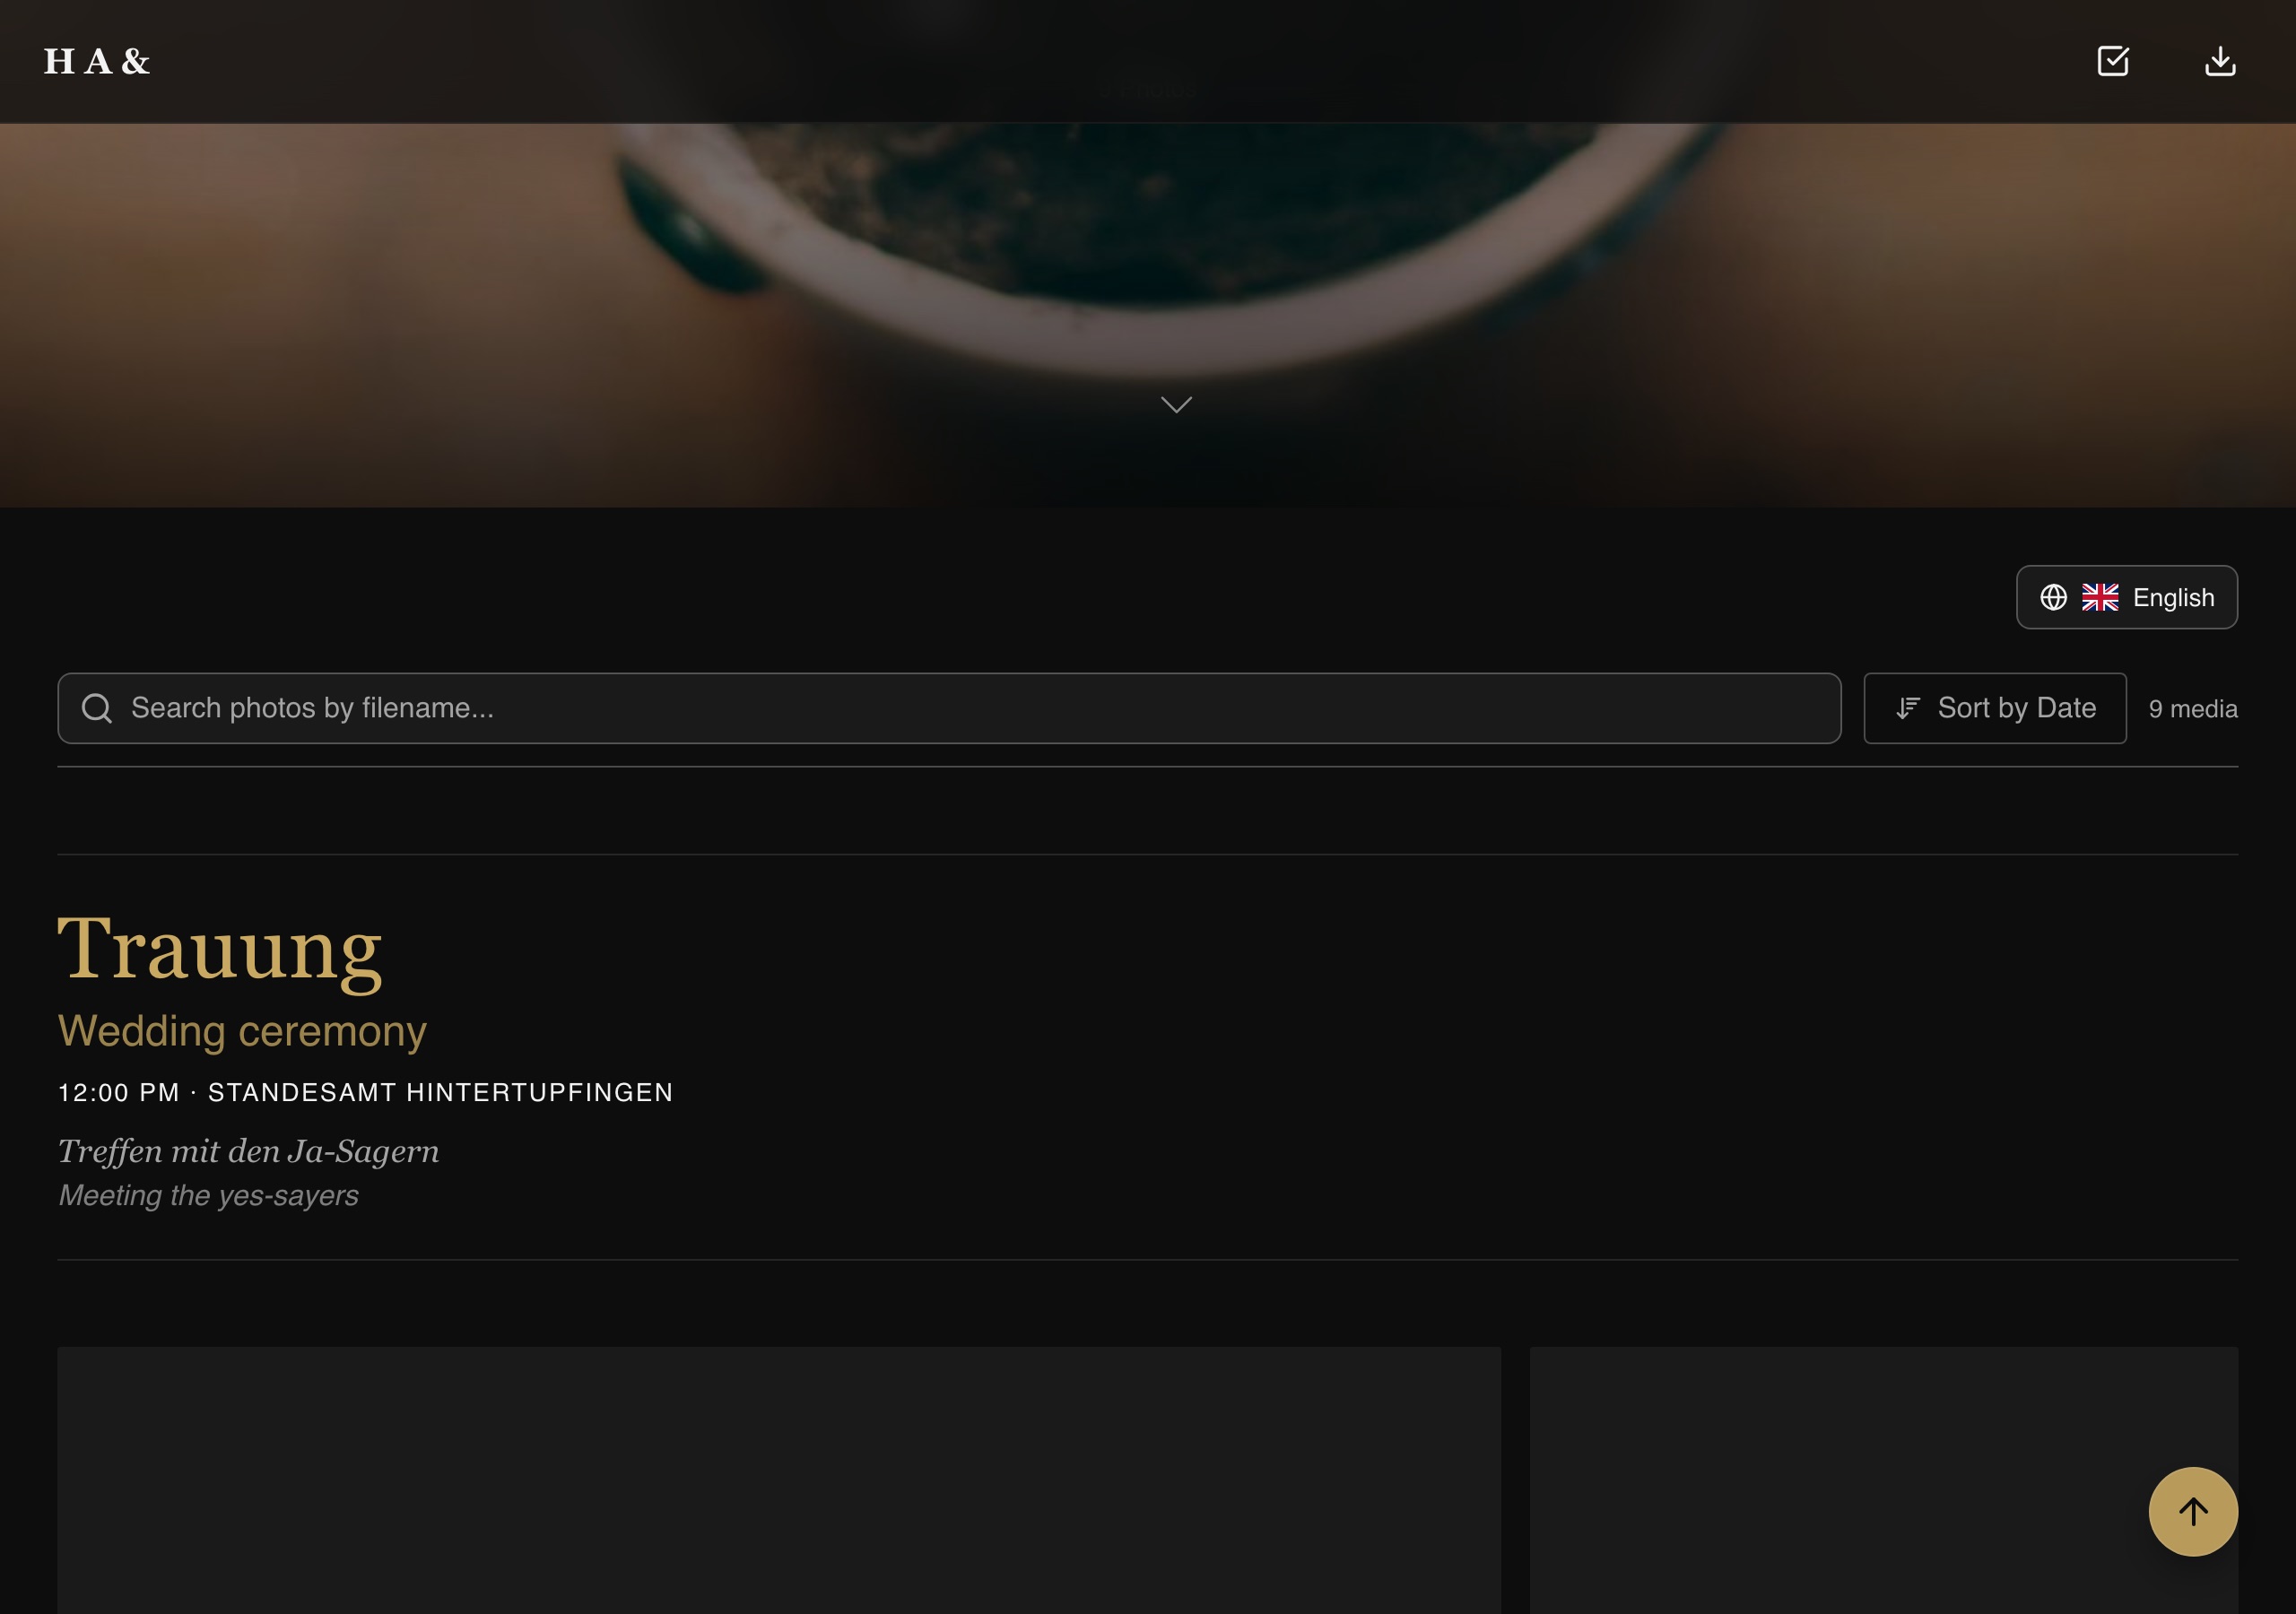 HA&
English
Search photos by filename...
Sort by Date
9 media
Trauung
Wedding ceremony
12:00 PM · STANDESAMT HINTERTUPFINGEN
Treffen mit den Ja-Sagern
Meeting the yes-sayers